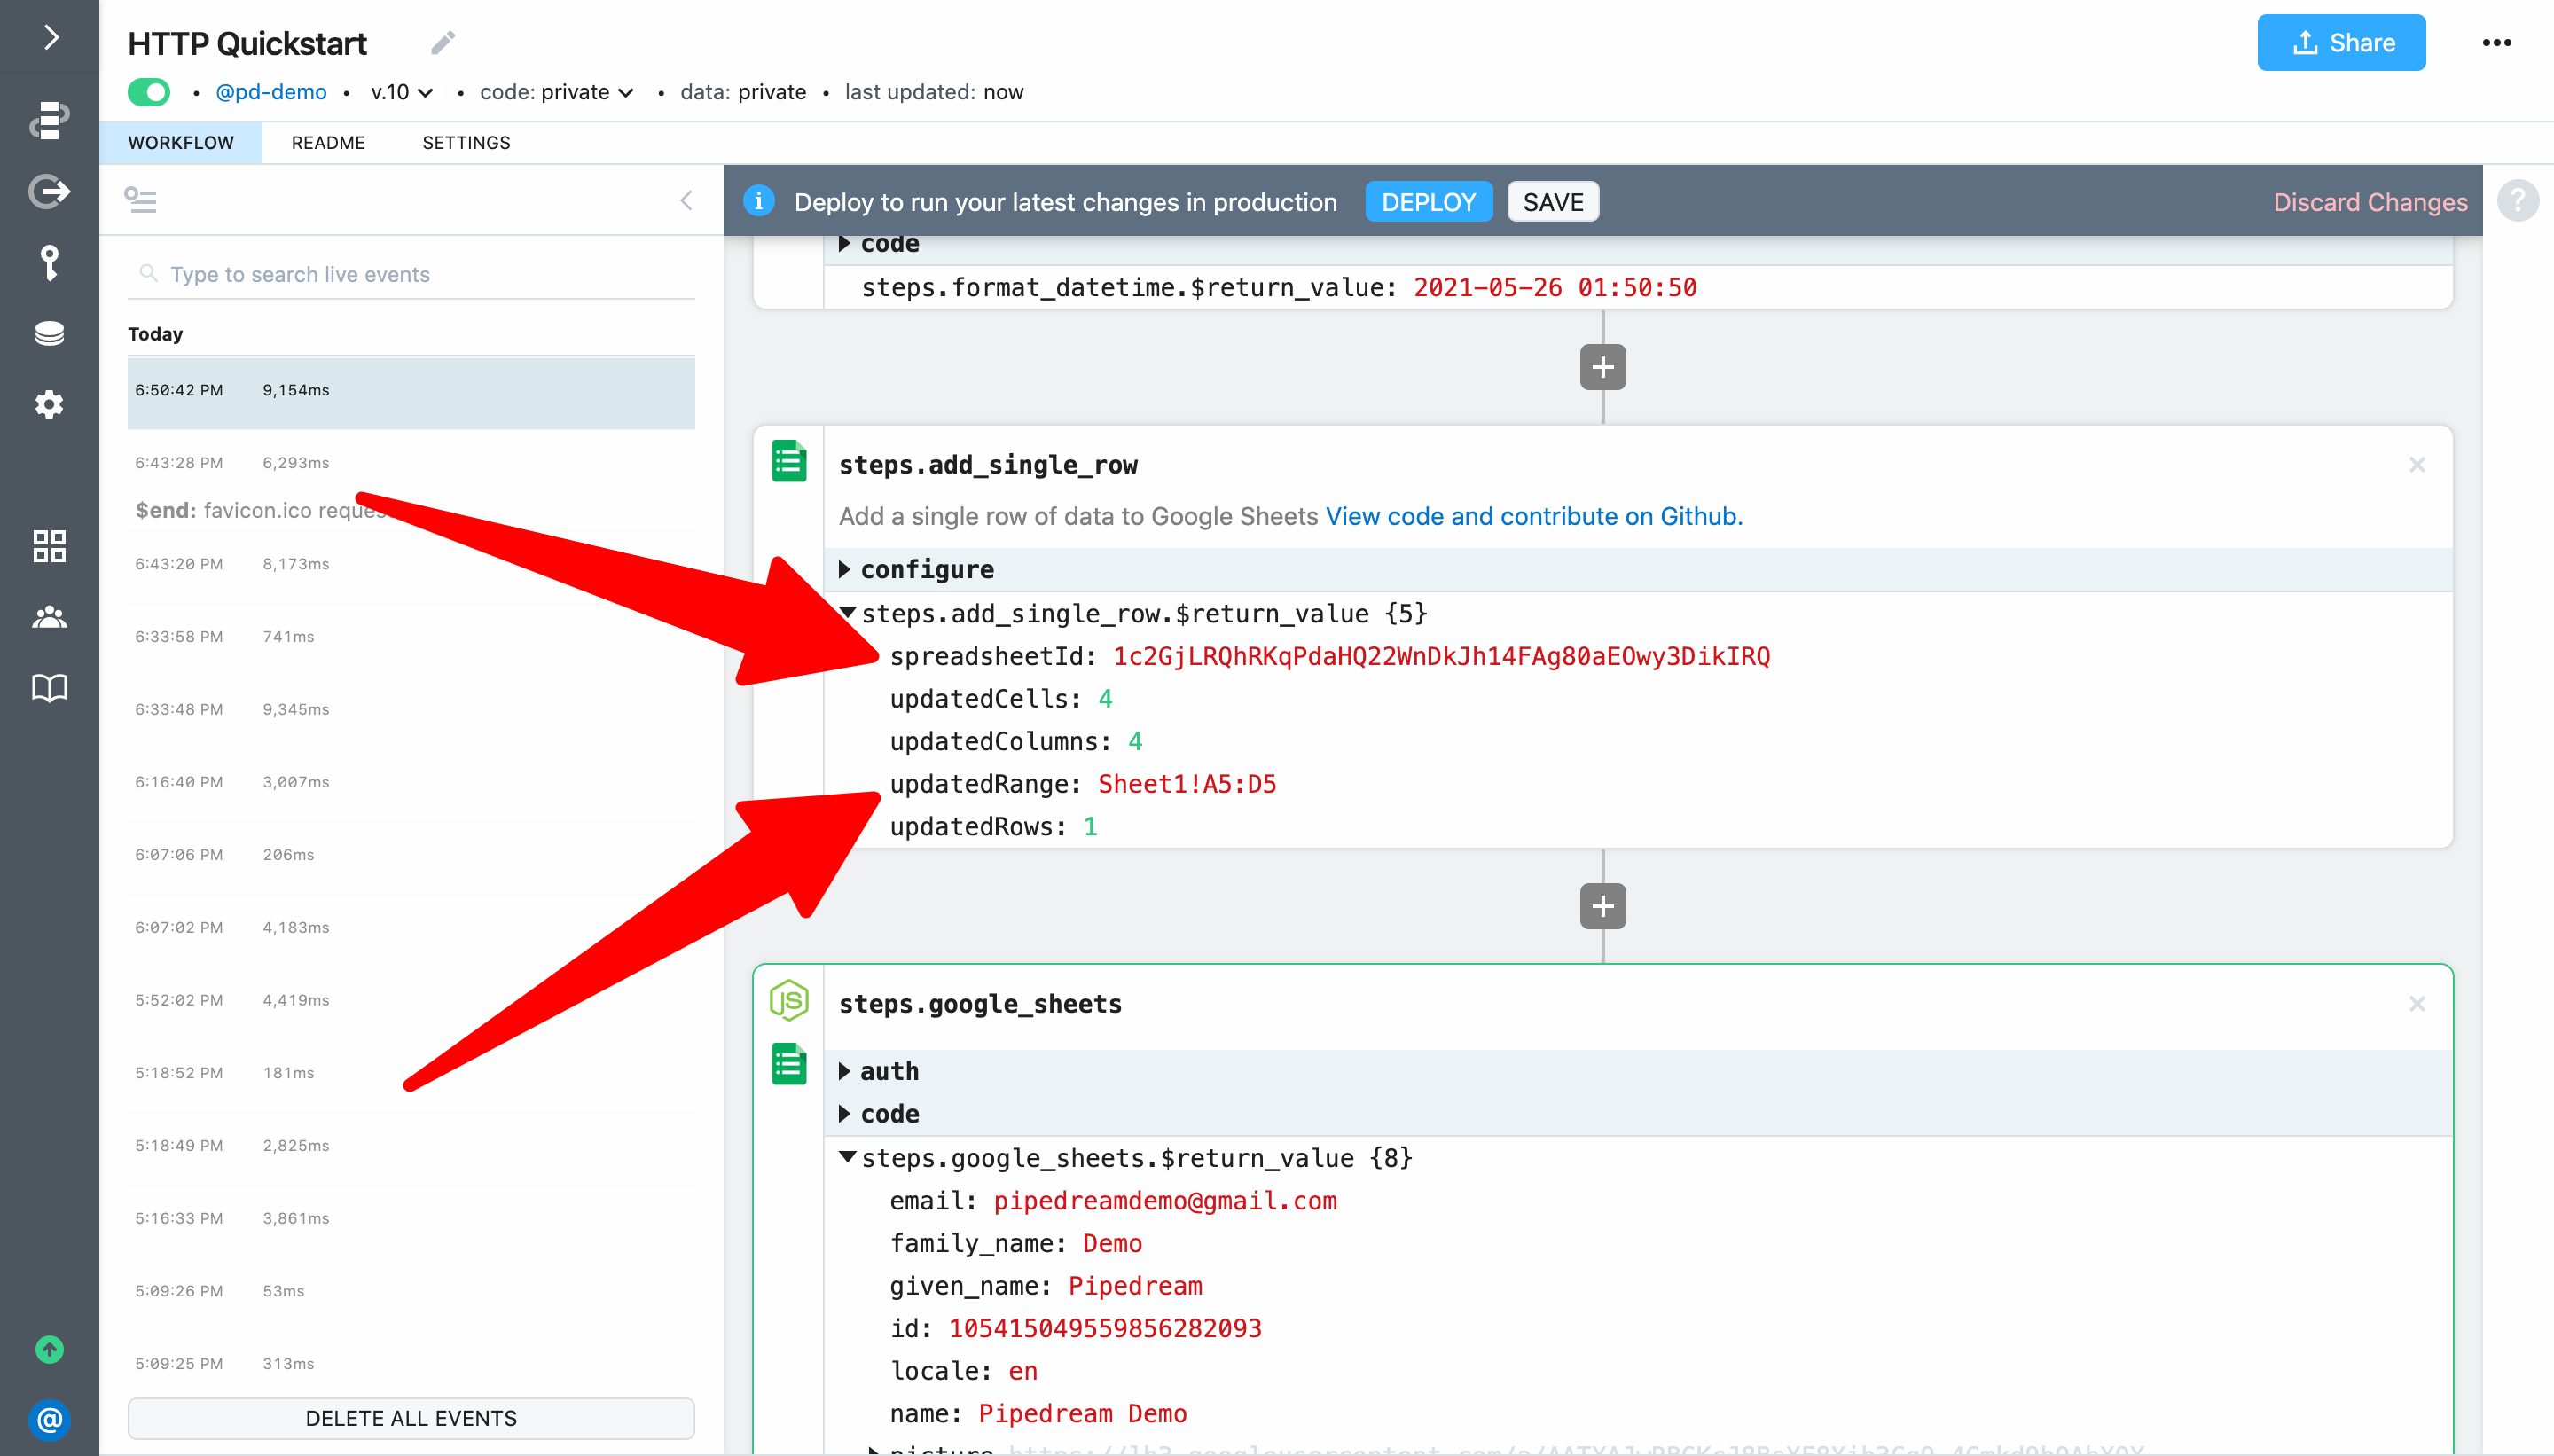 HTTP Quickstart
Share
• @pd-demo • v.10 • code: private • data: private • last updated: now
WORKFLOW README SETTINGS
Deploy to run your latest changes in production DEPLOY SAVE Discard Changes ?
Type to search live events
Today
6:50:42 PM 9,154ms
6:43:28 PM 6,293ms
$end: favicon.ico
6:43:20 PM 8,173ms
6:33:58 PM 741ms
6:33:48 PM 9,345ms
6:16:40 PM 3,007ms
6:07:06 PM 206ms
6:07:02 PM 4,183ms
5:52:02 PM 4,419ms
5:18:52 PM 181ms
5:18:49 PM 2,825ms
5:16:33 PM 3,861ms
5:09:26 PM 53ms
5:09:25 PM 313ms
DELETE ALL EVENTS
code
steps.format_datetime.$return_value: 2021-05-26 01:50:50
steps.add_single_row
Add a single row of data to Google Sheets View code and contribute on Github.
configure
steps.add_single_row.$return_value {5}
spreadsheetId: 1c2GjLRQhRKqPdaHQ22WnDkJh14FAg80aEOwy3DikIRQ
updatedCells: 4
updatedColumns: 4
updatedRange: Sheet1!A5:D5
updatedRows: 1
steps.google_sheets
auth
code
steps.google_sheets.$return_value {8}
email: pipedreamdemo@gmail.com
family_name: Demo
given_name: Pipedream
id: 105415049559856282093
locale: en
name: Pipedream Demo